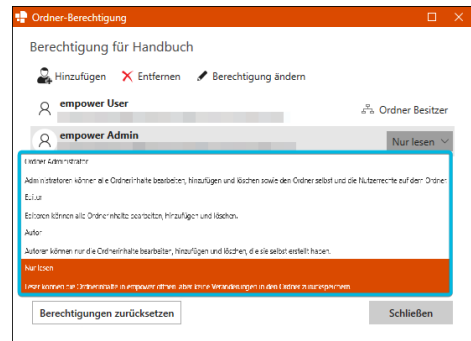 Ordner-Berechtigung
Berechtigung für Handbuch
Hinzufügen Entfernen Berechtigung ändern
empower User
Ordner Besitzer
empower Admin
Nur lesen
Ordner Administrator
Administratoren können alle Ordnerinhalte bearbeiten, hinzufügen und löschen sowie den Ordner selbst und die Nutzerrechte auf dem Ordner
Editor
Editoren können alle Ordnerinhalte bearbeiten, hinzufügen und löschen.
Autor
Autoren können nur die Ordnerinhalte bearbeiten, hinzufügen und löschen, die sie selbst erstellt haben.
Nur lesen
Leser können die Ordnerinhalte in empower öffnen aber keine Veränderungen in den Ordner zurückspeichern
Berechtigungen zurücksetzen
Schließen